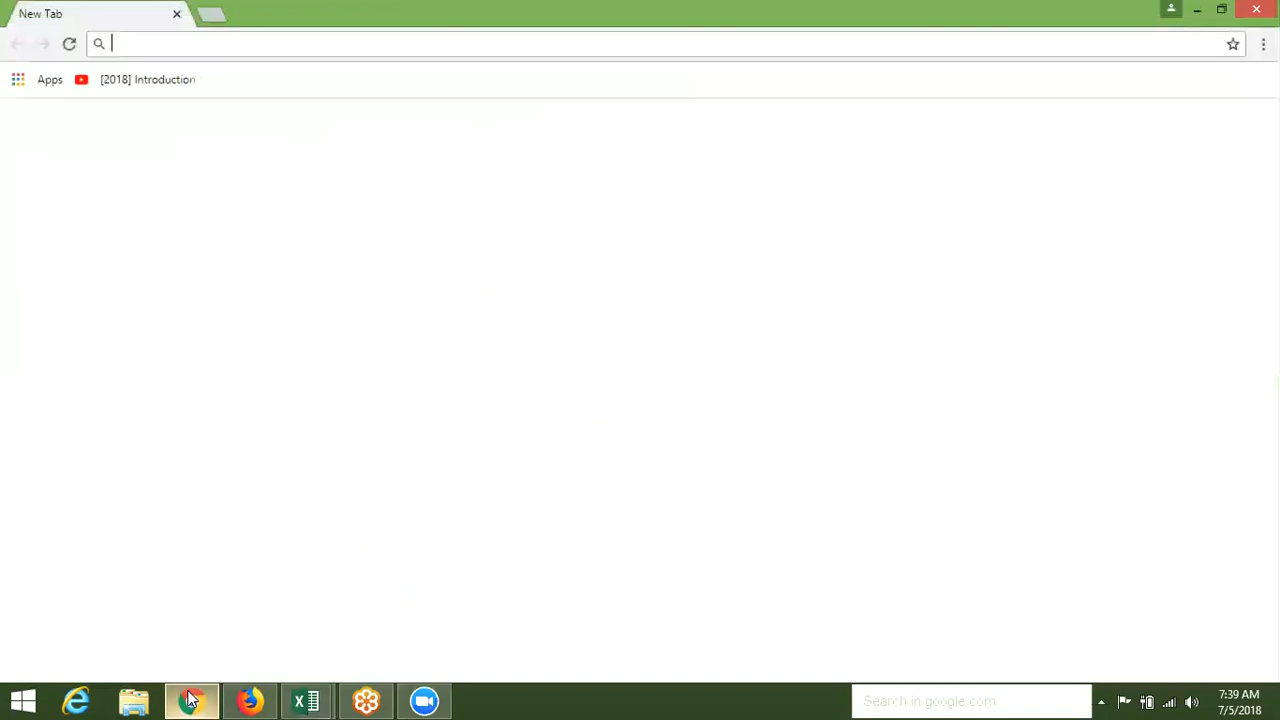 New Tab
Apps
[2018] Introduction
Search in google com
7:39 AM
7/5/2018